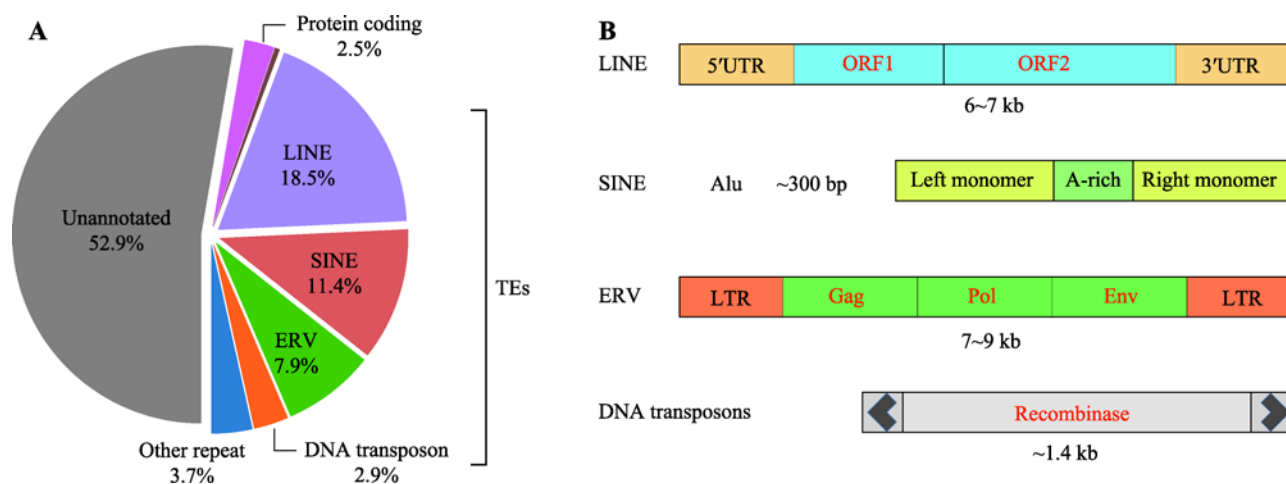 A
Protein coding
2.5%
LINE
18.5%
Unannotated
52.9%
SINE
11.4%
TEs
ERV
7.9%
Other repeat
3.7%
DNA transposon
2.9%
B
LINE
5′UTR
ORF1
ORF2
3′UTR
6~7 kb
SINE
Alu
~300 bp
Left monomer
A-rich
Right monomer
ERV
LTR
Gag
Pol
Env
LTR
7~9 kb
DNA transposons
Recombinase
~1.4 kb